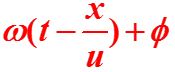 ω(t − x/u) + ϕ